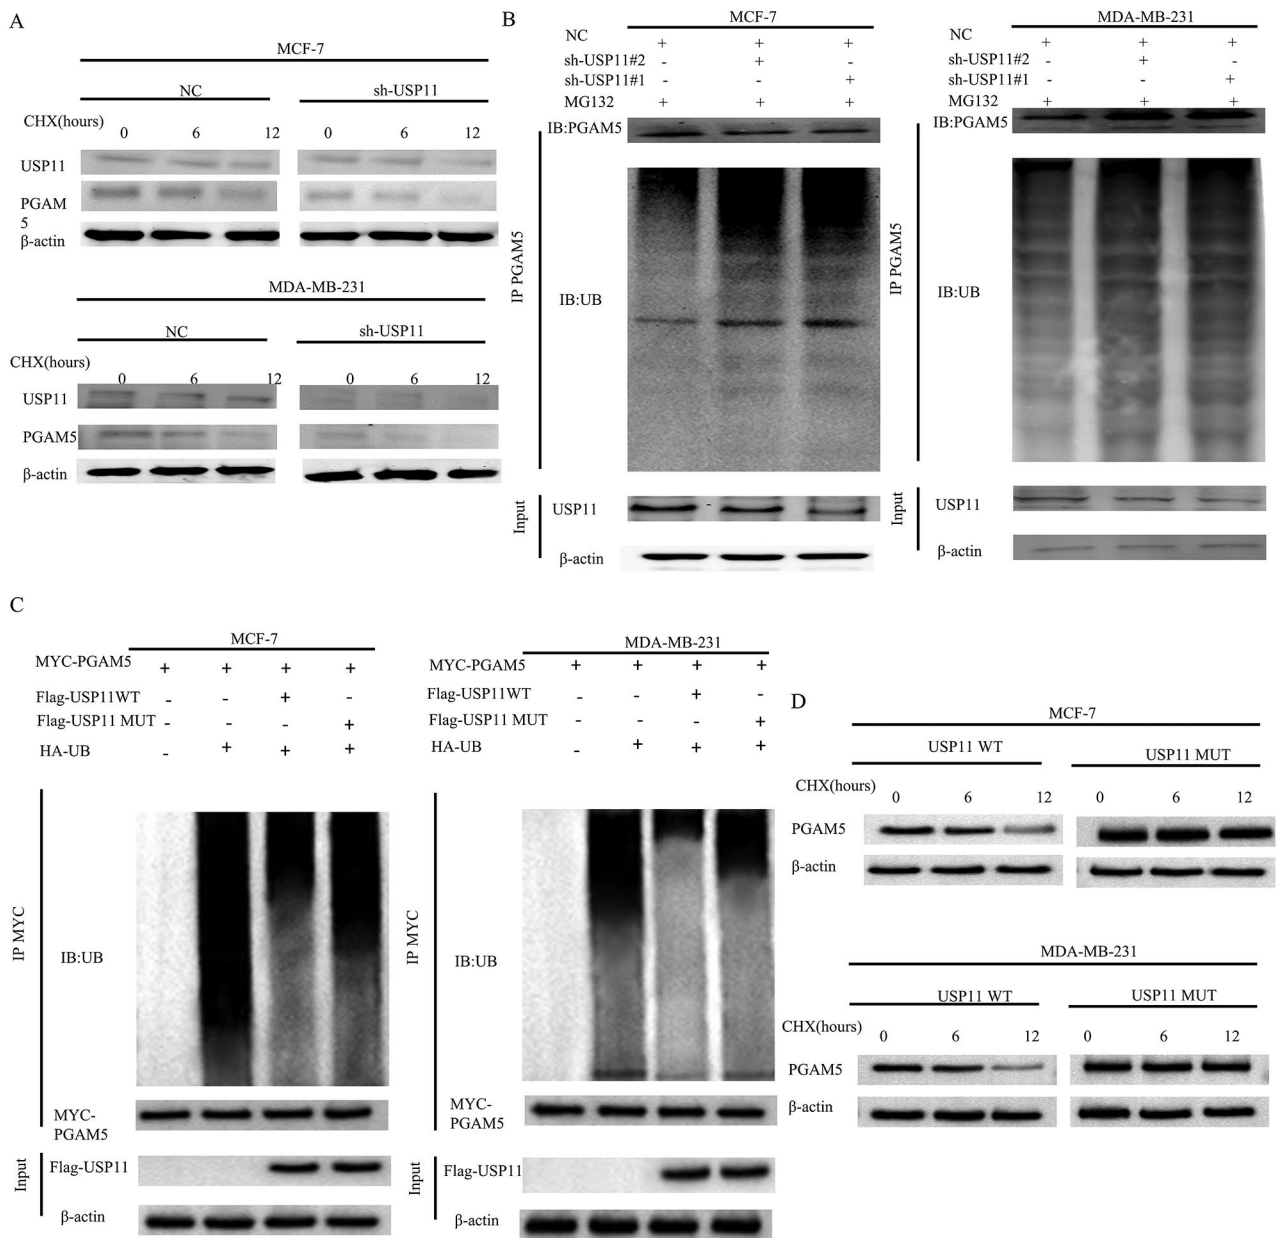 A
MCF-7
NC sh-USP11
CHX(hours) 0 6 12 0 6 12
USP11
PGAM
5
β-actin
MDA-MB-231
NC sh-USP11
CHX(hours) 0 6 12 0 6 12
USP11
PGAM5
β-actin
B
MCF-7
NC + + +
sh-USP11#2 - + -
sh-USP11#1 - - +
MG132 + + +
IB:PGAM5
IP PGAM5
IB:UB
Input
USP11
β-actin
MDA-MB-231
NC + + +
sh-USP11#2 - + -
sh-USP11#1 - - +
MG132 + + +
IB:PGAM5
IP PGAM5
IB:UB
Input
USP11
β-actin
C
MCF-7
MYC-PGAM5 + + + +
Flag-USP11WT - - + -
Flag-USP11 MUT - - - +
HA-UB - + + +
IP MYC
IB:UB
MYC-
PGAM5
Input
Flag-USP11
β-actin
MDA-MB-231
MYC-PGAM5 + + + +
Flag-USP11WT - - + -
Flag-USP11 MUT - - - +
HA-UB - + + +
IP MYC
IB:UB
MYC-
PGAM5
Input
Flag-USP11
β-actin
D
MCF-7
USP11 WT USP11 MUT
CHX(hours) 0 6 12 0 6 12
PGAM5
β-actin
MDA-MB-231
USP11 WT USP11 MUT
CHX(hours) 0 6 12 0 6 12
PGAM5
β-actin